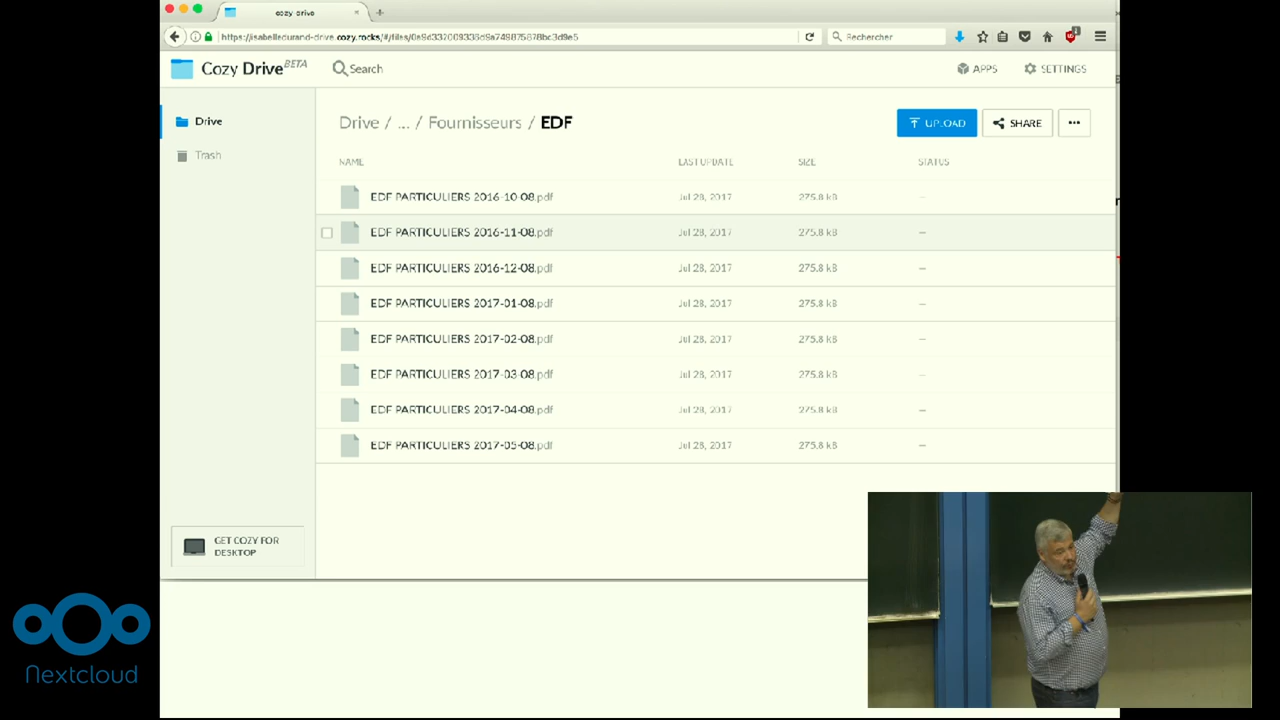 cozy drive
https://isabelledurand-drive.cozy.rocks/#/files/0a9d332009338d9a749875878bc3d9e5
Rechercher
Cozy Drive BETA
Search
APPS
SETTINGS
Drive
Trash
Drive / ... / Fournisseurs / EDF
UPLOAD
SHARE
NAME LAST UPDATE SIZE STATUS
EDF PARTICULIERS 2016-10-08.pdf Jul 28, 2017 275.8 kB —
EDF PARTICULIERS 2016-11-08.pdf Jul 28, 2017 275.8 kB —
EDF PARTICULIERS 2016-12-08.pdf Jul 28, 2017 275.8 kB —
EDF PARTICULIERS 2017-01-08.pdf Jul 28, 2017 275.8 kB —
EDF PARTICULIERS 2017-02-08.pdf Jul 28, 2017 275.8 kB —
EDF PARTICULIERS 2017-03-08.pdf Jul 28, 2017 275.8 kB —
EDF PARTICULIERS 2017-04-08.pdf Jul 28, 2017 275.8 kB —
EDF PARTICULIERS 2017-05-08.pdf Jul 28, 2017 275.8 kB —
GET COZY FOR
DESKTOP
Nextcloud